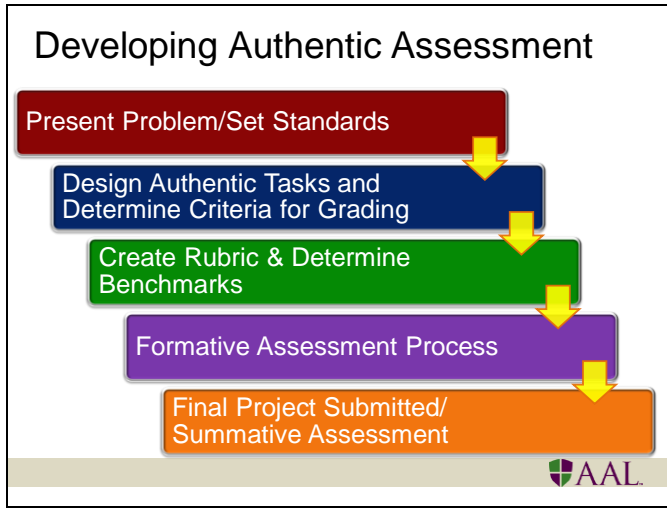 Developing Authentic Assessment
Present Problem/Set Standards
Design Authentic Tasks and
Determine Criteria for Grading
Create Rubric & Determine
Benchmarks
Formative Assessment Process
Final Project Submitted/
Summative Assessment
AAL